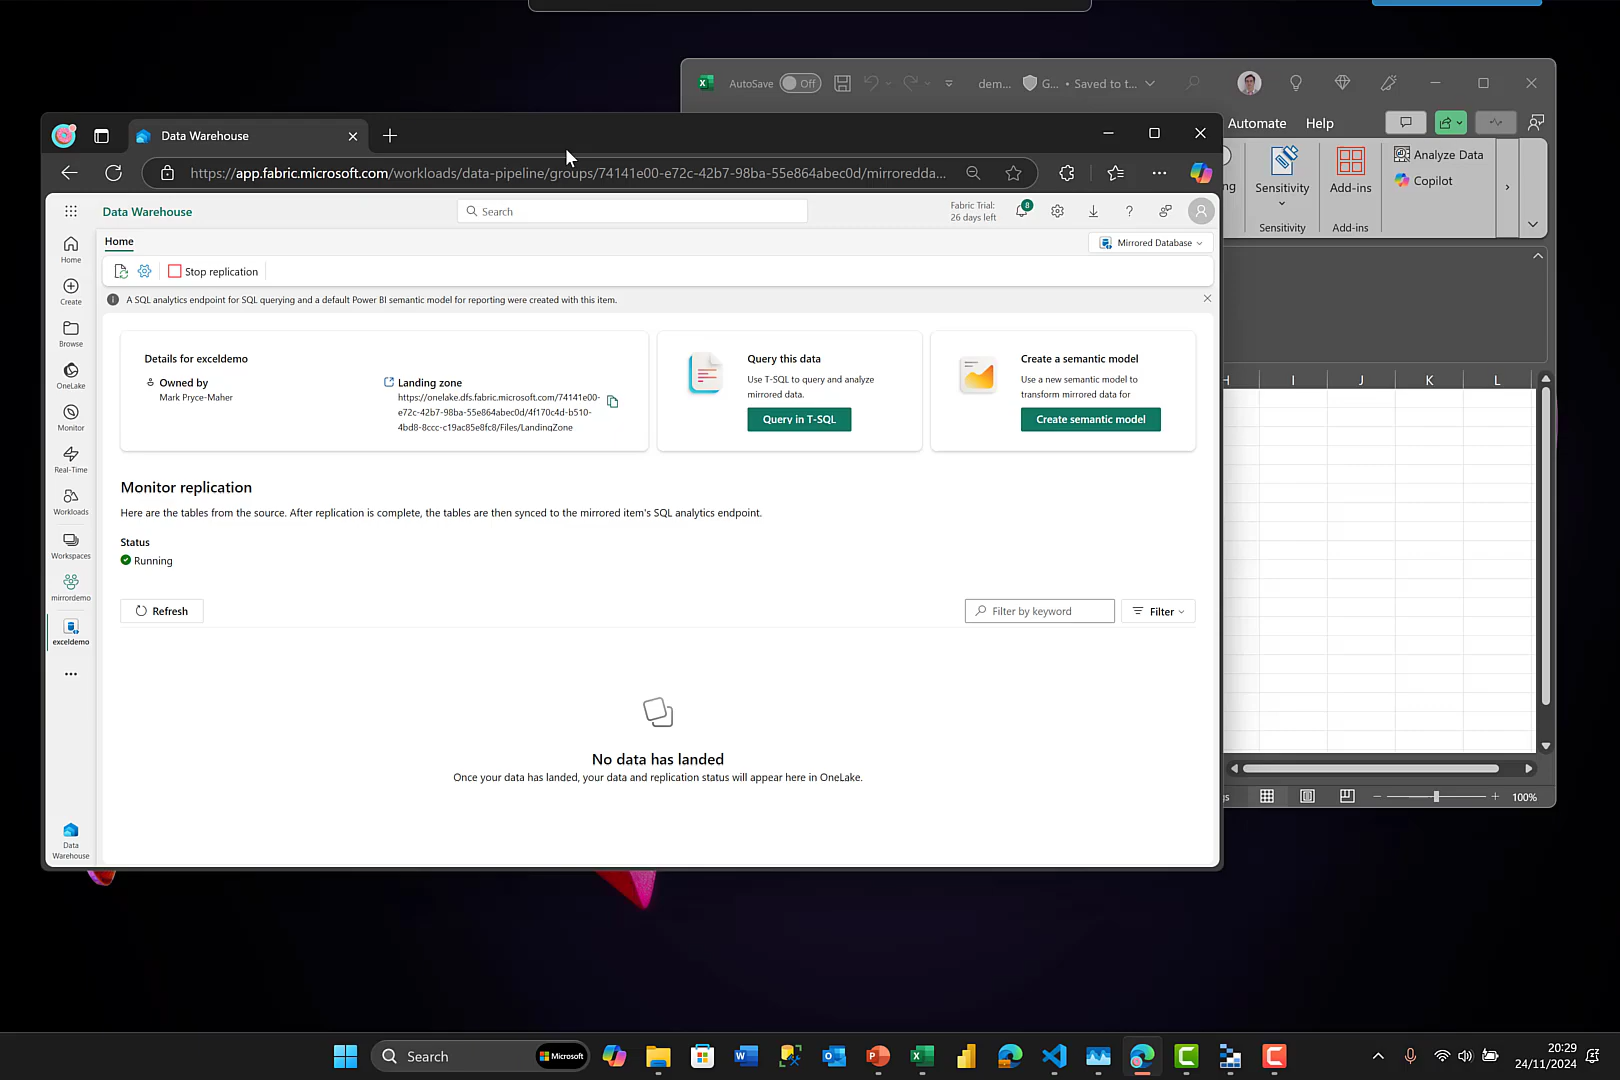 AutoSave
Off
dem...
G...
• Saved to t...
Automate
Help
Analyze Data
Copilot
Sensitivity
Add-ins
Sensitivity
Add-ins
I
J
K
L
100%
Data Warehouse
https://app.fabric.microsoft.com/workloads/data-pipeline/groups/74141e00-e72c-42b7-98ba-55e864abec0d/mirroredda...
Data Warehouse
Search
Fabric Trial:
26 days left
8
Home
Mirrored Database
Stop replication
A SQL analytics endpoint for SQL querying and a default Power BI semantic model for reporting were created with this item.
Home
Create
Browse
OneLake
Monitor
Real-Time
Workloads
Workspaces
mirrordemo
exceldemo
Data
Warehouse
Details for exceldemo
Owned by
Mark Pryce-Maher
Landing zone
https://onelake.dfs.fabric.microsoft.com/74141e00-
e72c-42b7-98ba-55e864abec0d/4f170c4d-b510-
4bd8-8ccc-c19ac85e8fc8/Files/LandingZone
Query this data
Use T-SQL to query and analyze
mirrored data.
Query in T-SQL
Create a semantic model
Use a new semantic model to
transform mirrored data for
Create semantic model
Monitor replication
Here are the tables from the source. After replication is complete, the tables are then synced to the mirrored item's SQL analytics endpoint.
Status
Running
Refresh
Filter by keyword
Filter
No data has landed
Once your data has landed, your data and replication status will appear here in OneLake.
Search
Microsoft
20:29
24/11/2024